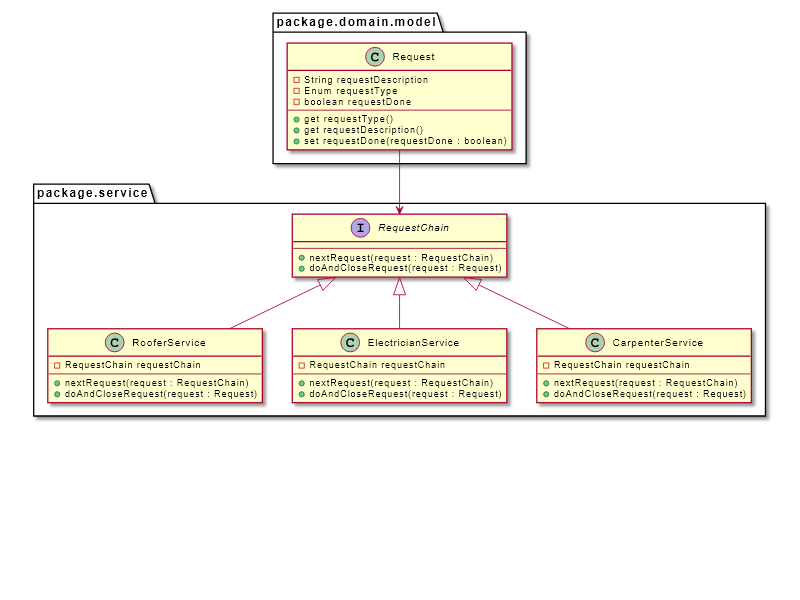 package.domain.model
C Request
String requestDescription
Enum requestType
boolean requestDone
get requestType()
get requestDescription()
set requestDone(requestDone : boolean)
package.service
I RequestChain
nextRequest(request : RequestChain)
doAndCloseRequest(request : Request)
C RooferService
RequestChain requestChain
nextRequest(request : RequestChain)
doAndCloseRequest(request : Request)
C ElectricianService
RequestChain requestChain
nextRequest(request : RequestChain)
doAndCloseRequest(request : Request)
C CarpenterService
RequestChain requestChain
nextRequest(request : RequestChain)
doAndCloseRequest(request : Request)